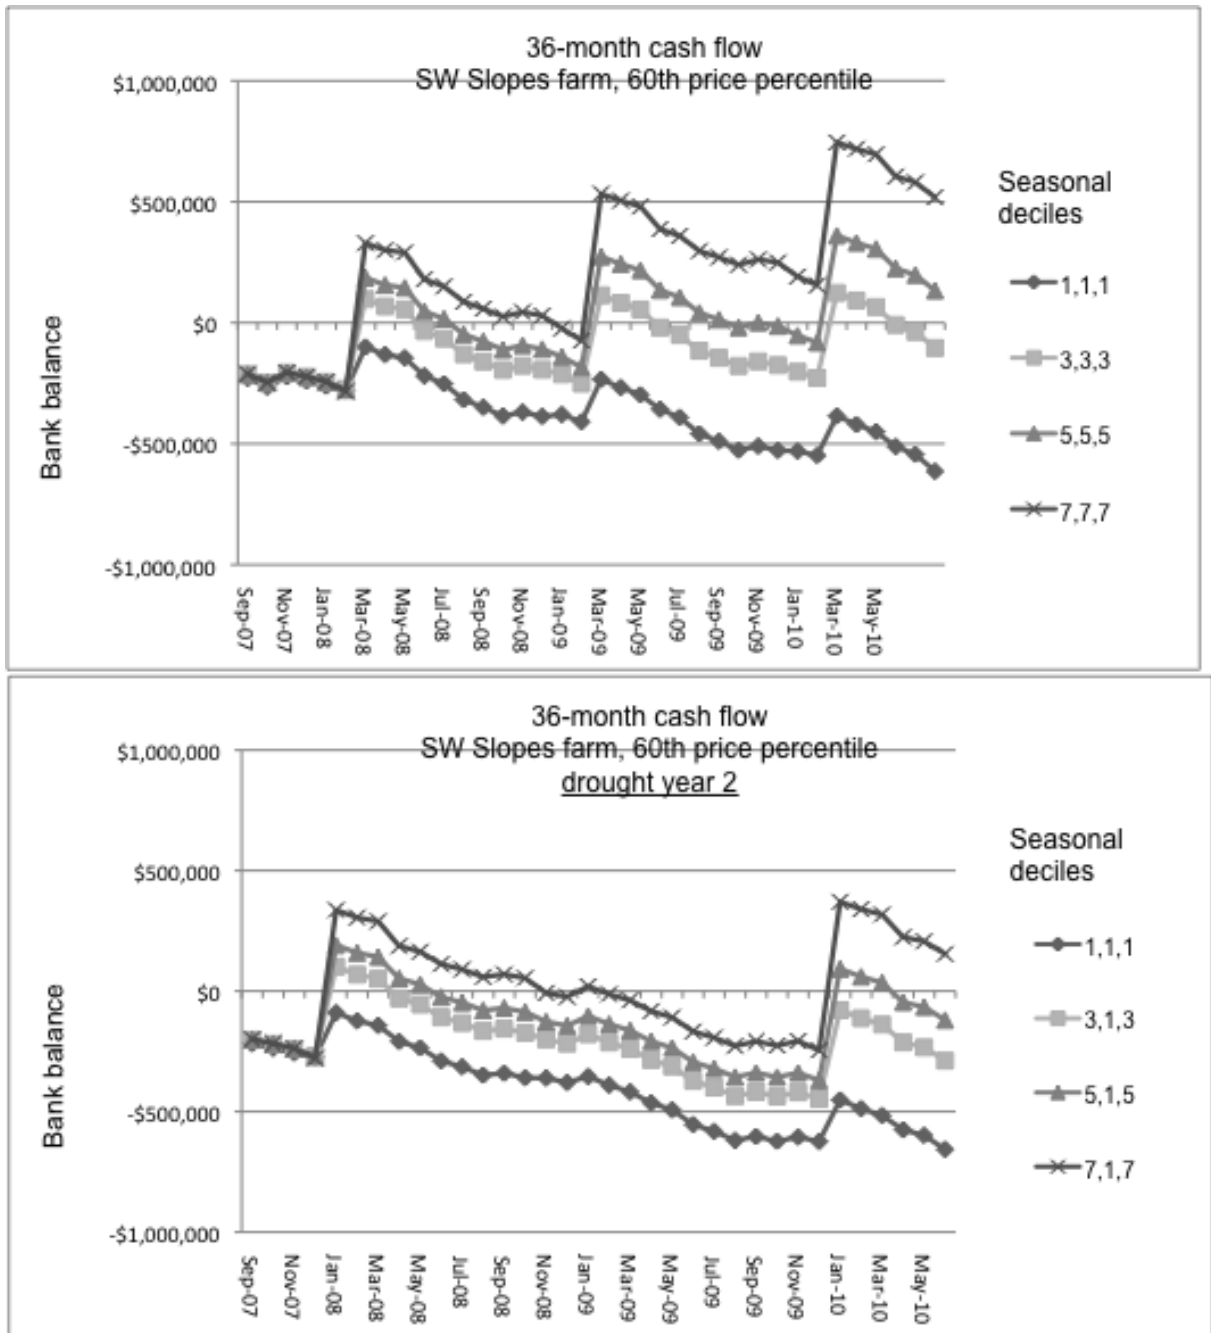 36-month cash flow
SW Slopes farm, 60th price percentile
$1,000,000
$500,000
$0
-$500,000
-$1,000,000
Bank balance
Sep-07
Nov-07
Jan-08
Mar-08
May-08
Jul-08
Sep-08
Nov-08
Jan-09
Mar-09
May-09
Jul-09
Sep-09
Nov-09
Jan-10
Mar-10
May-10
Seasonal
deciles
1,1,1
3,3,3
5,5,5
7,7,7
36-month cash flow
SW Slopes farm, 60th price percentile
drought year 2
$1,000,000
$500,000
$0
-$500,000
-$1,000,000
Bank balance
Sep-07
Nov-07
Jan-08
Mar-08
May-08
Jul-08
Sep-08
Nov-08
Jan-09
Mar-09
May-09
Jul-09
Sep-09
Nov-09
Jan-10
Mar-10
May-10
Seasonal
deciles
1,1,1
3,1,3
5,1,5
7,1,7